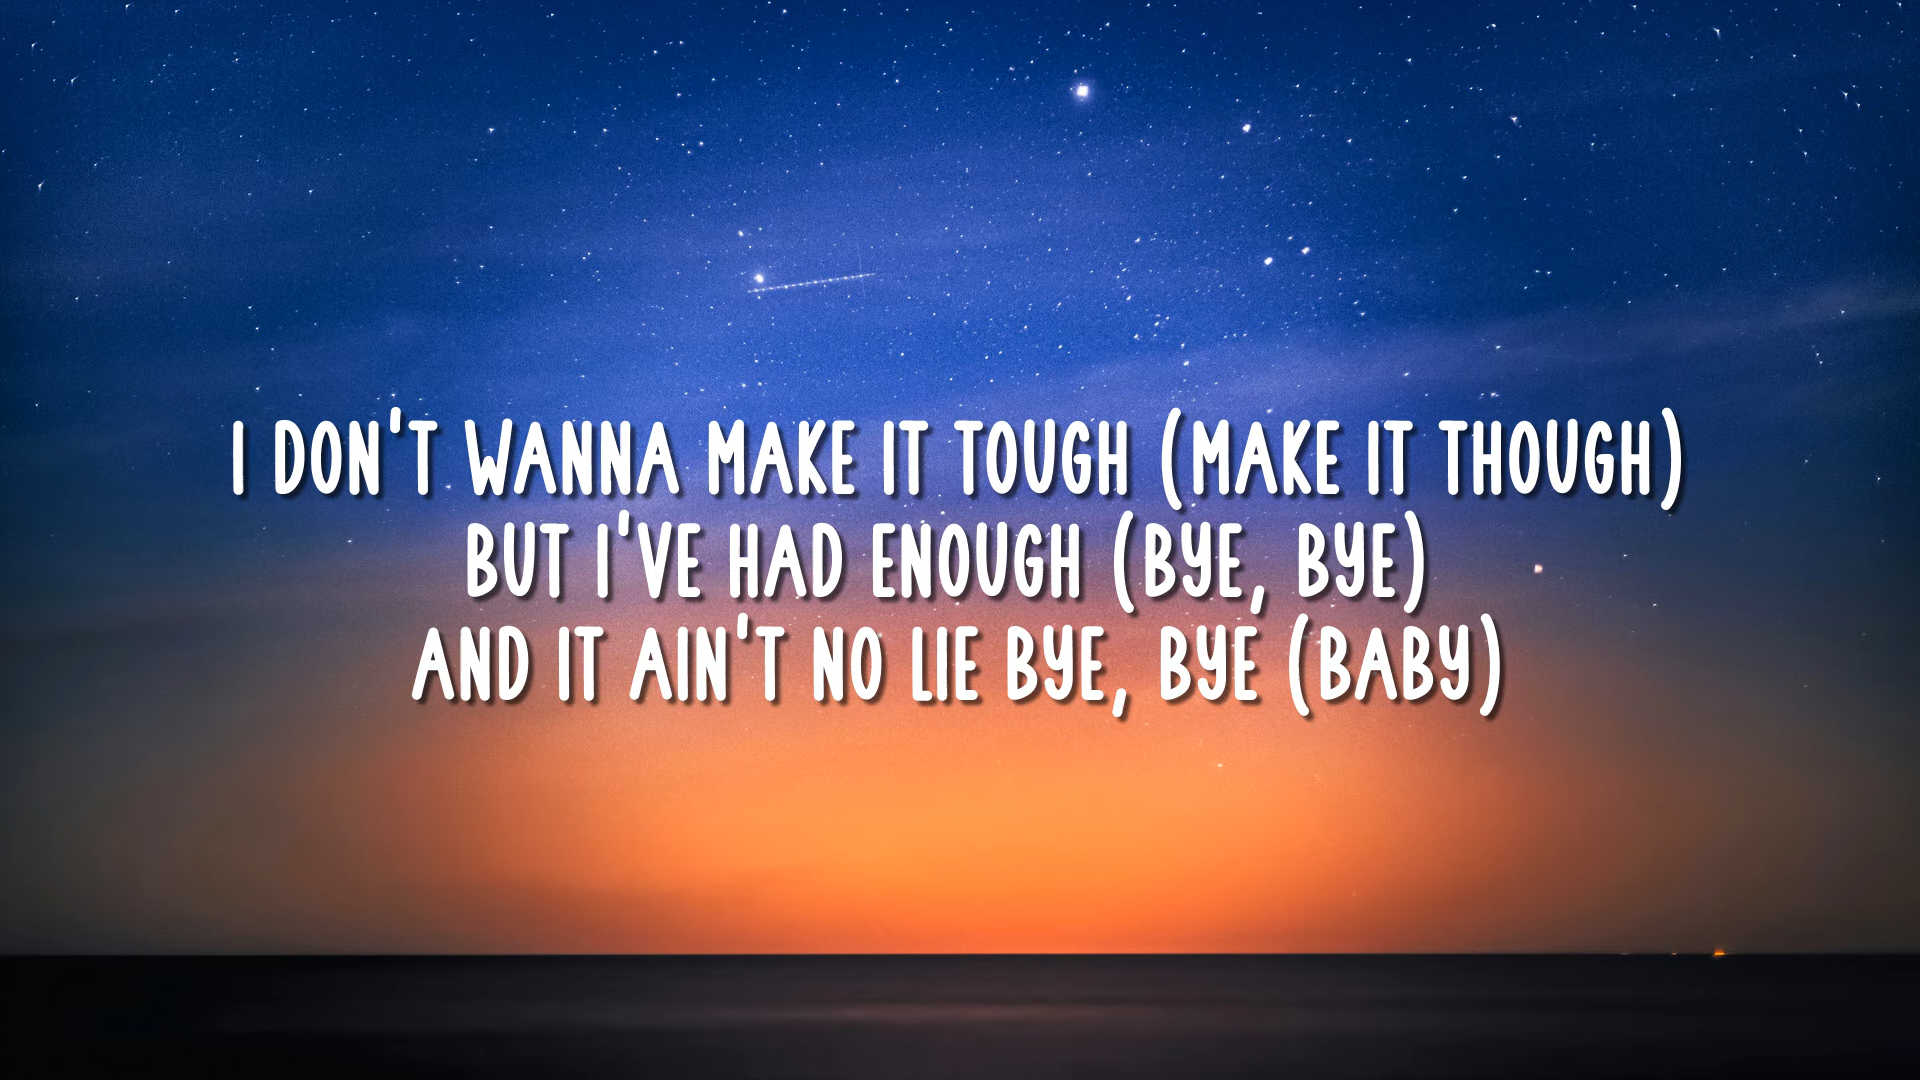 I DON'T WANNA MAKE IT TOUGH (MAKE IT THOUGH)
BUT I'VE HAD ENOUGH (BYE, BYE)
AND IT AIN'T NO LIE BYE, BYE (BABY)